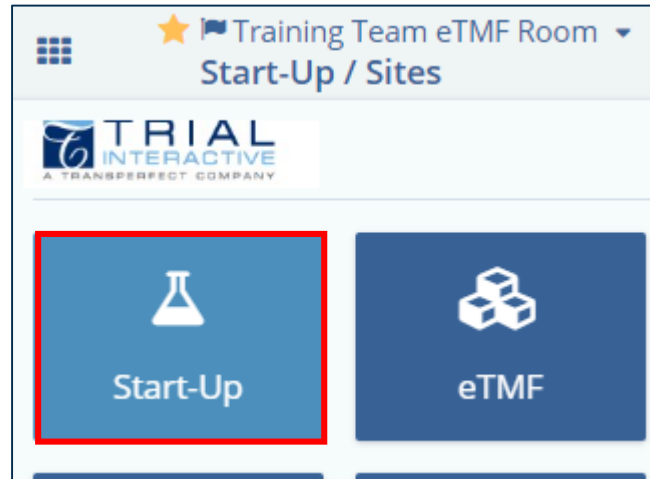 Training Team eTMF Room
Start-Up / Sites
TRIAL
INTERACTIVE
A TRANSPERFECT COMPANY
Start-Up
eTMF